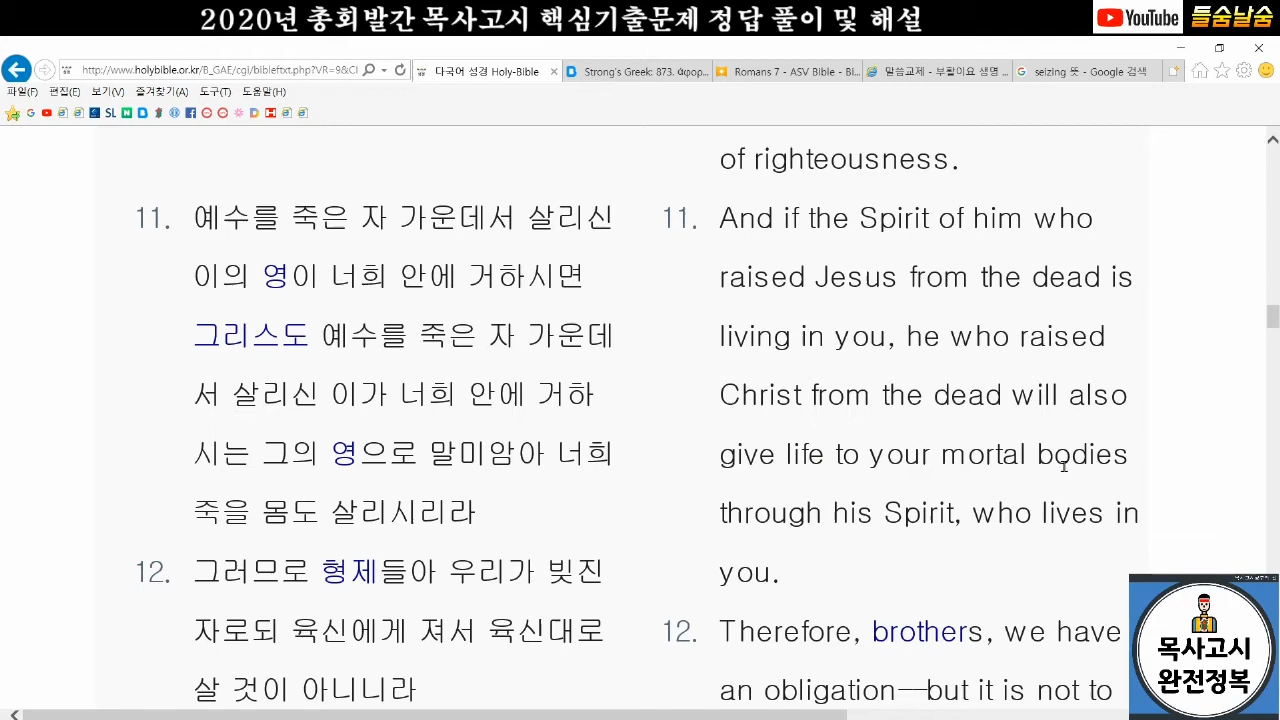 2020년 총회발간 목사고시 핵심기출문제 정답 풀이 및 해설
YouTube 들숨날숨
http://www.holybible.or.kr/B_GAE/cgi/bibleftxt.php?VR=9&CI
다국어 성경 Holy-Bible
Strong's Greek: 873. ἀφορ...
Romans 7 - ASV Bible - Bl...
말씀교제 - 부활이요 생명 ...
seizing 뜻 - Google 검색
파일(F) 편집(E) 보기(V) 즐겨찾기(A) 도구(T) 도움말(H)
of righteousness.
11. 예수를 죽은 자 가운데서 살리신
이의 영이 너희 안에 거하시면
그리스도 예수를 죽은 자 가운데
서 살리신 이가 너희 안에 거하
시는 그의 영으로 말미암아 너희
죽을 몸도 살리시리라
12. 그러므로 형제들아 우리가 빚진
자로되 육신에게 져서 육신대로
살 것이 아니니라
11. And if the Spirit of him who
raised Jesus from the dead is
living in you, he who raised
Christ from the dead will also
give life to your mortal bodies
through his Spirit, who lives in
you.
12. Therefore, brothers, we have
an obligation—but it is not to
목사고시
완전정복